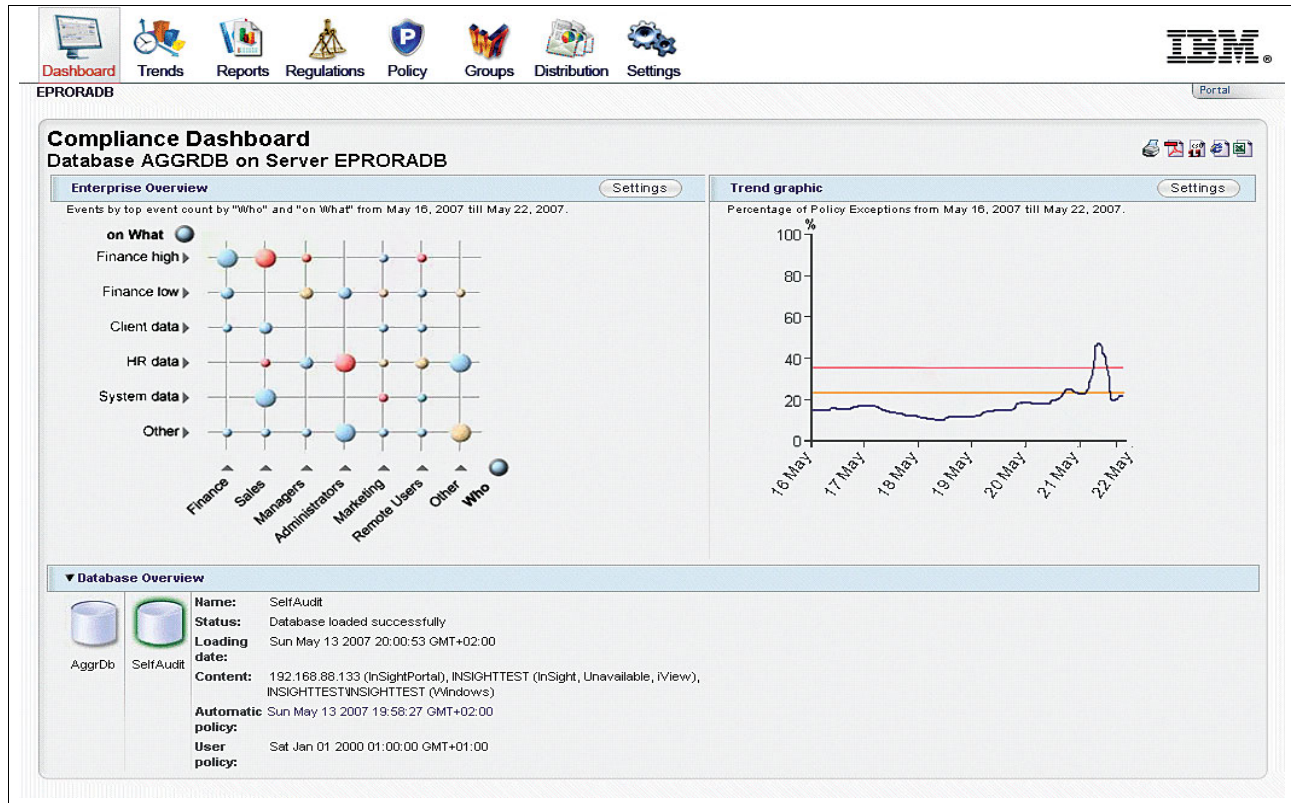 Dashboard Trends Reports Regulations Policy Groups Distribution Settings
IBM®
EPRORADB
Portal
Compliance Dashboard
Database AGGRDB on Server EPRORADB
Enterprise Overview Settings
Events by top event count by "Who" and "on What" from May 16, 2007 till May 22, 2007.
on What
Finance high
Finance low
Client data
HR data
System data
Other
Finance Sales Managers Administrators Marketing Remote Users Other Who
Trend graphic Settings
Percentage of Policy Exceptions from May 16, 2007 till May 22, 2007.
%
100
80
60
40
20
0
16 May 17 May 18 May 19 May 20 May 21 May 22 May
Database Overview
AggrDb
SelfAudit
Name: SelfAudit
Status: Database loaded successfully
Loading date: Sun May 13 2007 20:00:53 GMT+02:00
Content: 192.168.88.133 (InSightPortal), INSIGHTTEST (InSight, Unavailable, iView),
INSIGHTTEST\INSIGHTTEST (Windows)
Automatic policy: Sun May 13 2007 19:58:27 GMT+02:00
User policy: Sat Jan 01 2000 01:00:00 GMT+01:00